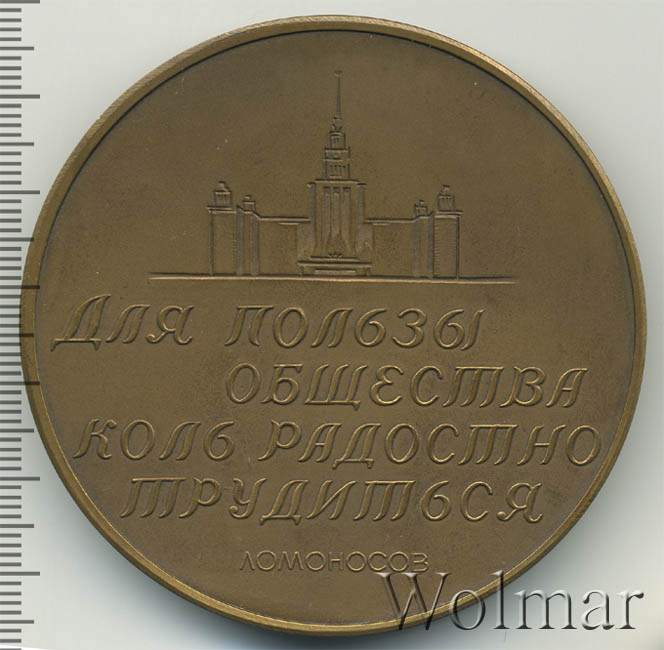 Для пользы
общества
коль радостно
трудиться
ЛОМОНОСОВ
Wolmar